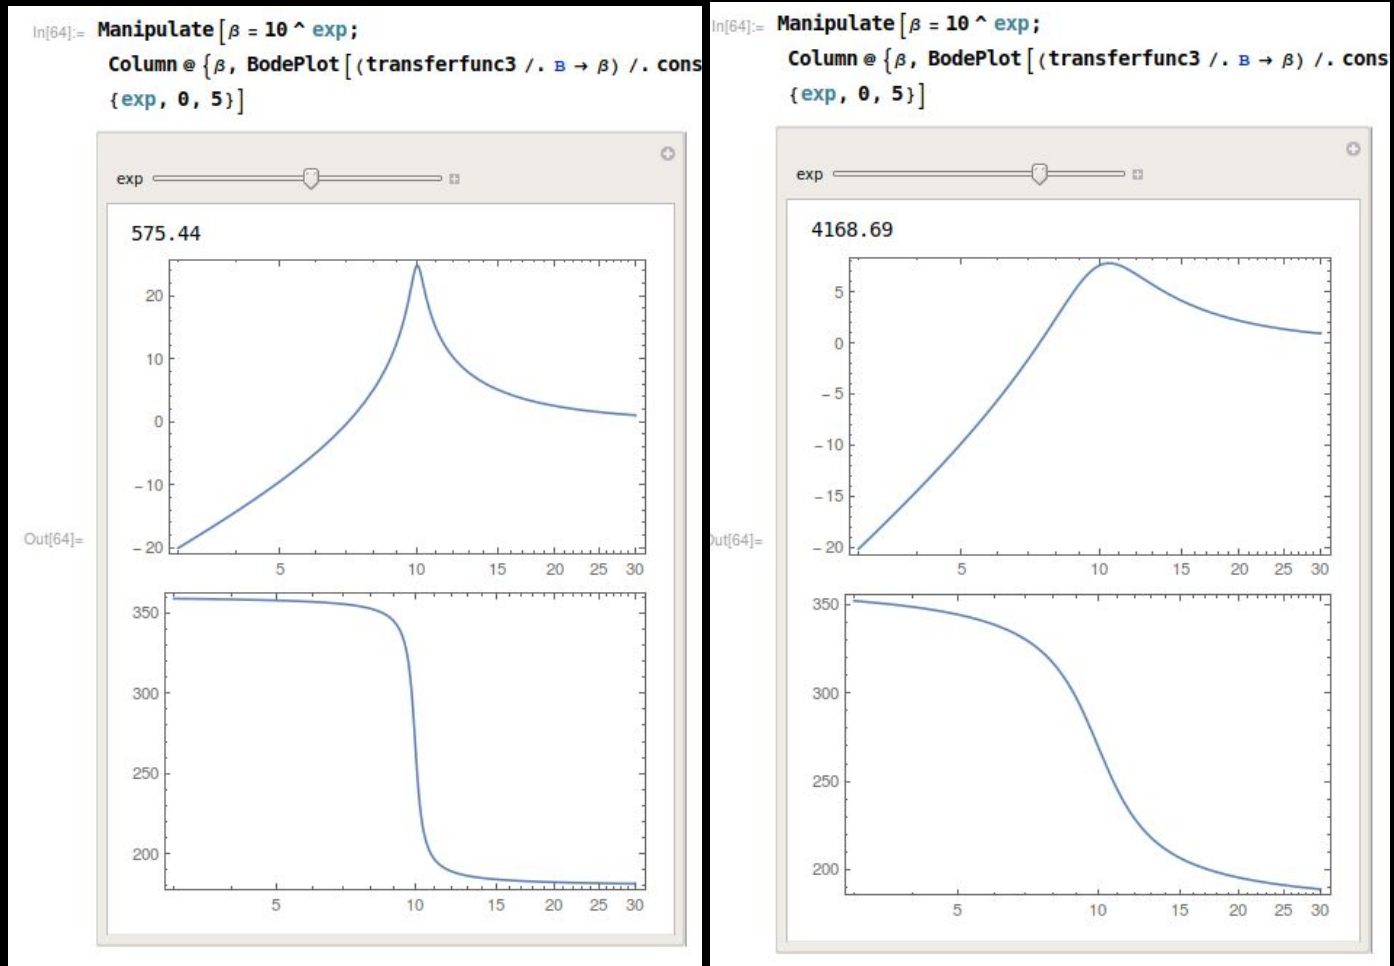 In[64]:= Manipulate[β = 10 ^ exp;
Column @ {β, BodePlot[(transferfunc3 /. B → β) /. cons
{exp, 0, 5}]
exp
575.44
20
10
0
-10
-20
5 10 15 20 25 30
Out[64]=
350
300
250
200
5 10 15 20 25 30
In[64]:= Manipulate[β = 10 ^ exp;
Column @ {β, BodePlot[(transferfunc3 /. B → β) /. cons
{exp, 0, 5}]
exp
4168.69
5
0
-5
-10
-15
-20
5 10 15 20 25 30
Out[64]=
350
300
250
200
5 10 15 20 25 30